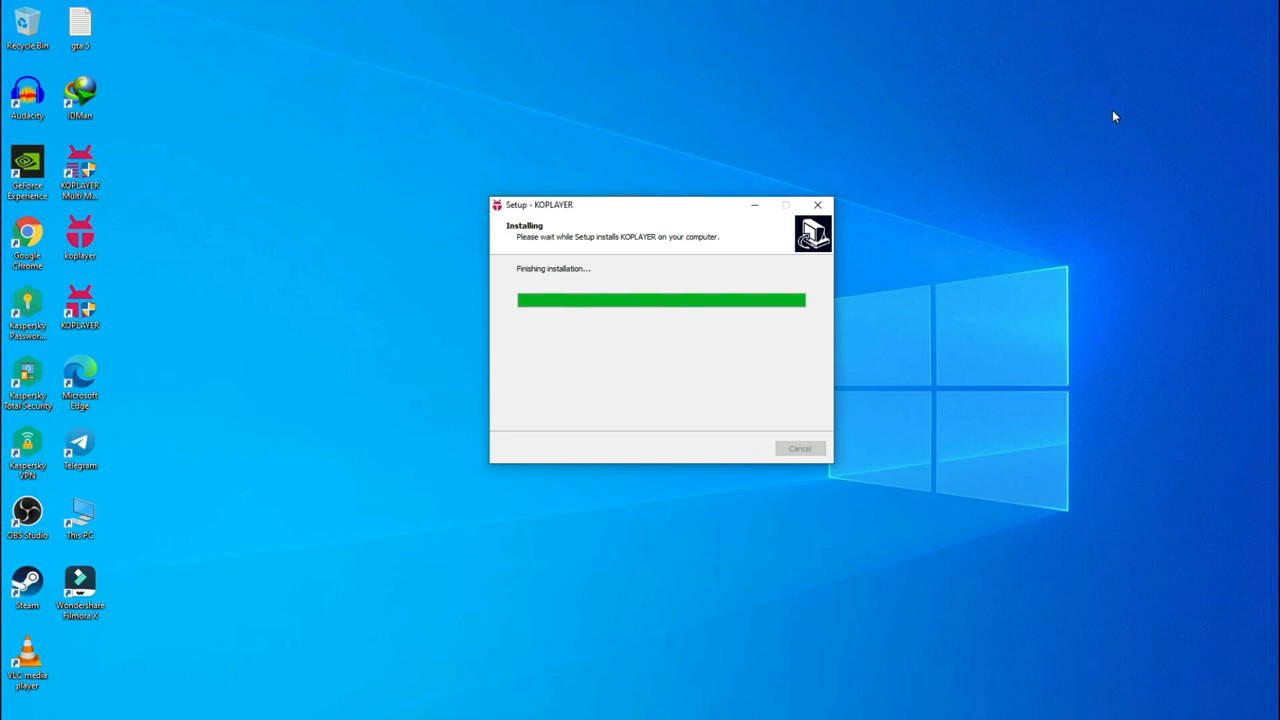 Recycle Bin
gta 5
Audacity
IDMan
GeForce
Experience
KOPLAYER
Multi M...
Google
Chrome
koplayer
Kaspersky
Passwor...
KOPLAYER
Kaspersky
Total Security
Microsoft
Edge
Kaspersky
VPN
Telegram
OBS Studio
This PC
Steam
Wondershare
Filmora X
VLC media
player
Setup - KOPLAYER
Installing
Please wait while Setup installs KOPLAYER on your computer.
Finishing installation...
Cancel